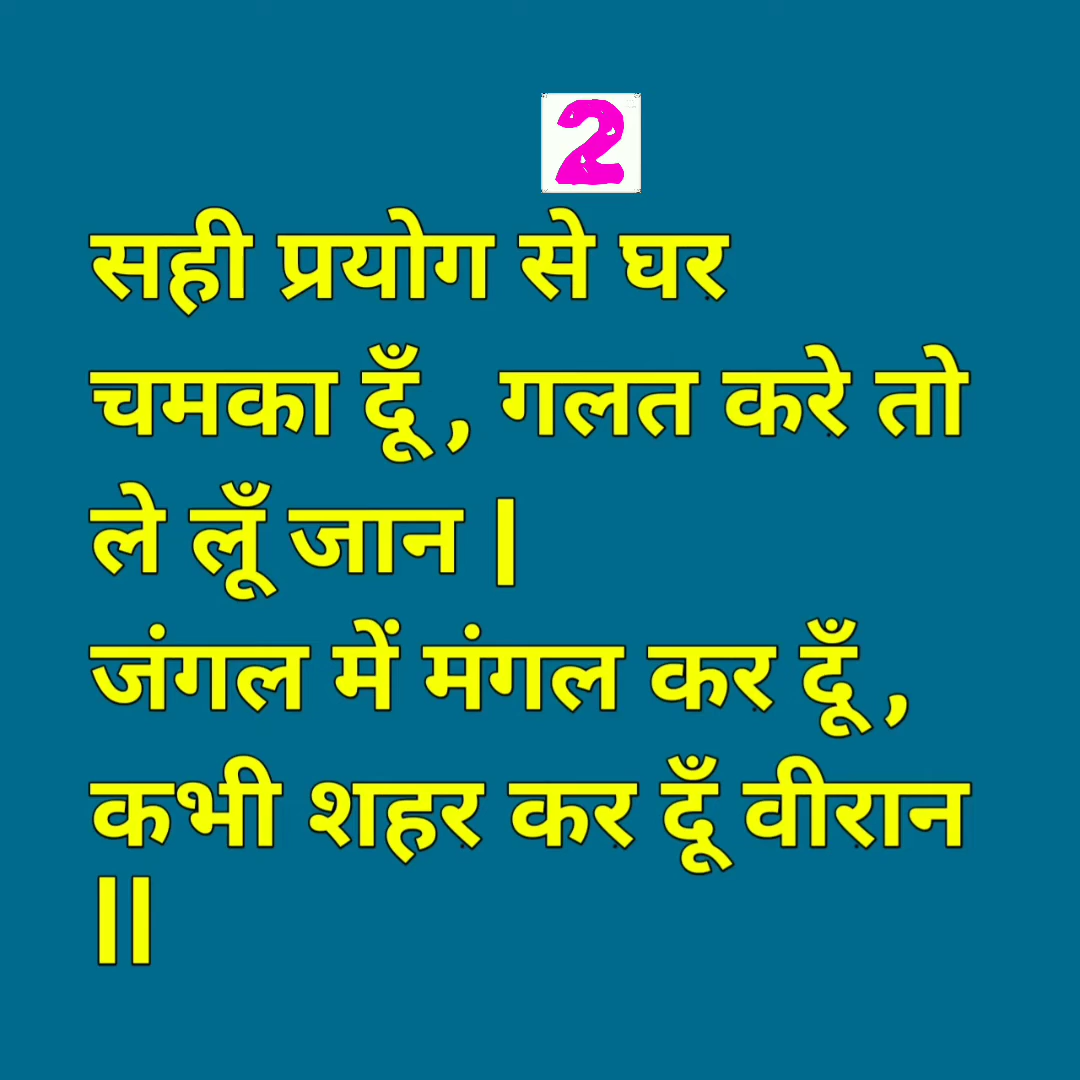 2
सही प्रयोग से घर
चमका दूँ , गलत करे तो
ले लूँ जान |
जंगल में मंगल कर दूँ ,
कभी शहर कर दूँ वीरान
||